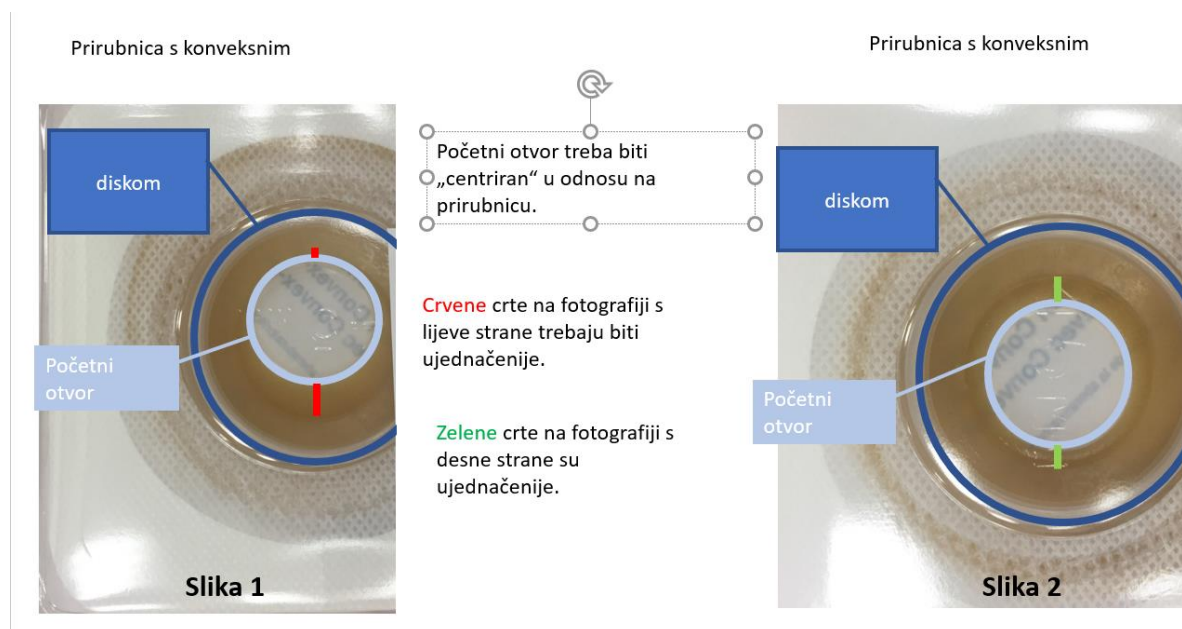 Prirubnica s konveksnim
diskom
Početni
otvor
Slika 1
Početni otvor treba biti
„centriran“ u odnosu na
prirubnicu.
Crvene crte na fotografiji s
lijeve strane trebaju biti
ujednačenije.
Zelene crte na fotografiji s
desne strane su
ujednačenije.
Prirubnica s konveksnim
diskom
Početni
otvor
Slika 2